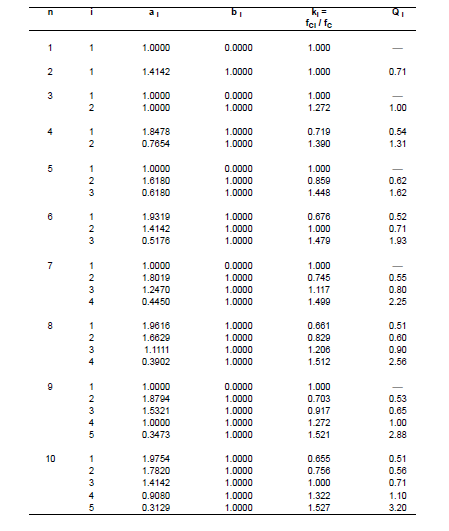 n i a I b I kI = fCI / fC Q I
1 1 1.0000 0.0000 1.000 —
2 1 1.4142 1.0000 1.000 0.71
3 1 1.0000 0.0000 1.000 —
2 1.0000 1.0000 1.272 1.00
4 1 1.8478 1.0000 0.719 0.54
2 0.7654 1.0000 1.390 1.31
5 1 1.0000 0.0000 1.000 —
2 1.6180 1.0000 0.859 0.62
3 0.6180 1.0000 1.448 1.62
6 1 1.9319 1.0000 0.676 0.52
2 1.4142 1.0000 1.000 0.71
3 0.5176 1.0000 1.479 1.93
7 1 1.0000 0.0000 1.000 —
2 1.8019 1.0000 0.745 0.55
3 1.2470 1.0000 1.117 0.80
4 0.4450 1.0000 1.499 2.25
8 1 1.9616 1.0000 0.661 0.51
2 1.6629 1.0000 0.829 0.60
3 1.1111 1.0000 1.206 0.90
4 0.3902 1.0000 1.512 2.56
9 1 1.0000 0.0000 1.000 —
2 1.8794 1.0000 0.703 0.53
3 1.5321 1.0000 0.917 0.65
4 1.0000 1.0000 1.272 1.00
5 0.3473 1.0000 1.521 2.88
10 1 1.9754 1.0000 0.655 0.51
2 1.7820 1.0000 0.756 0.56
3 1.4142 1.0000 1.000 0.71
4 0.9080 1.0000 1.322 1.10
5 0.3129 1.0000 1.527 3.20